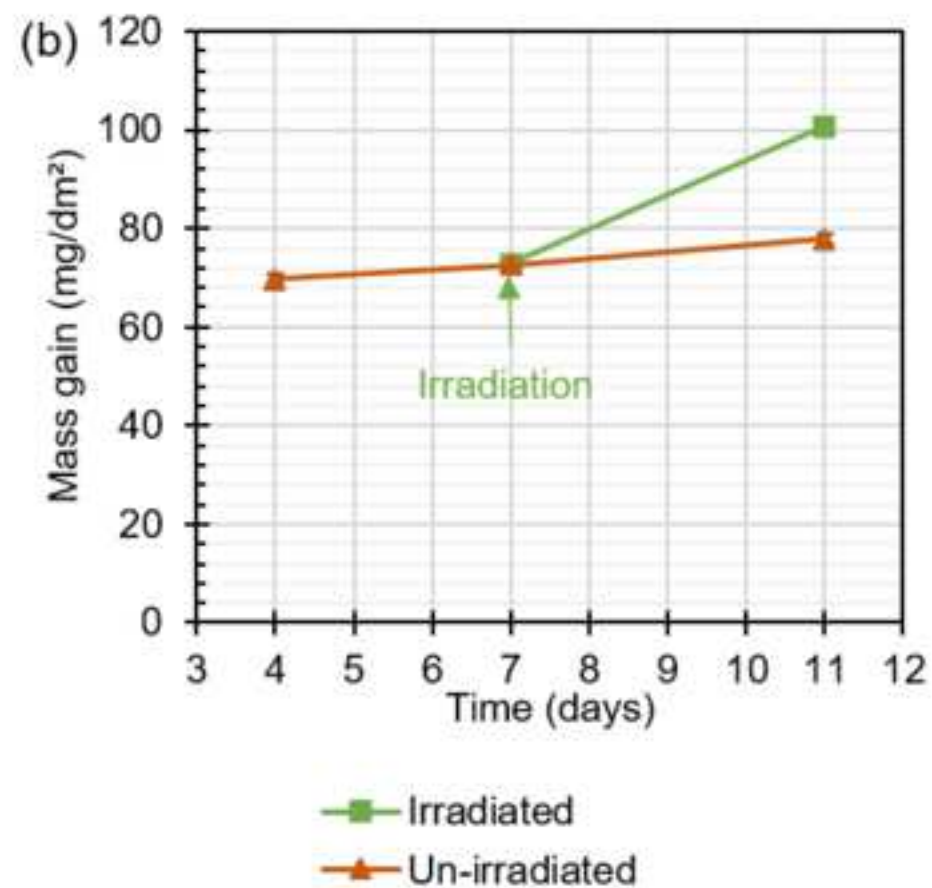 (b)
120
100
80
60
40
20
0
Mass gain (mg/dm²)
Irradiation
3 4 5 6 7 8 9 10 11 12
Time (days)
Irradiated
Un-irradiated